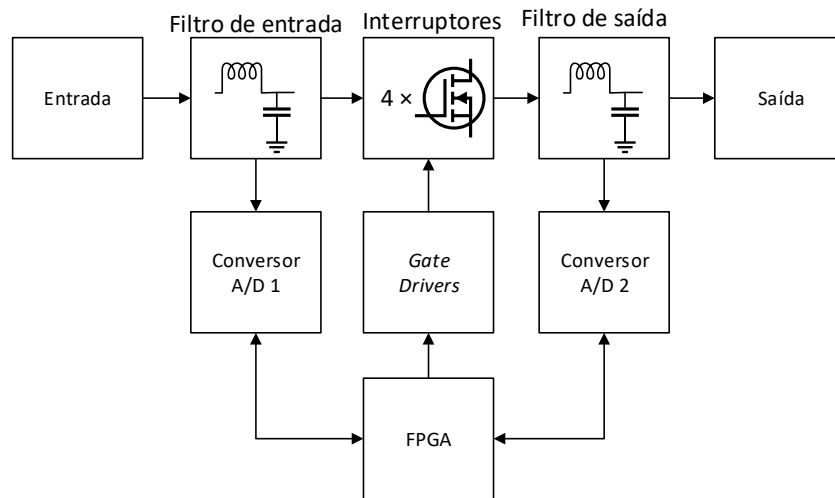 Filtro de entrada
Interruptores
Filtro de saída
Entrada
4 ×
Saída
Conversor
A/D 1
Gate
Drivers
Conversor
A/D 2
FPGA